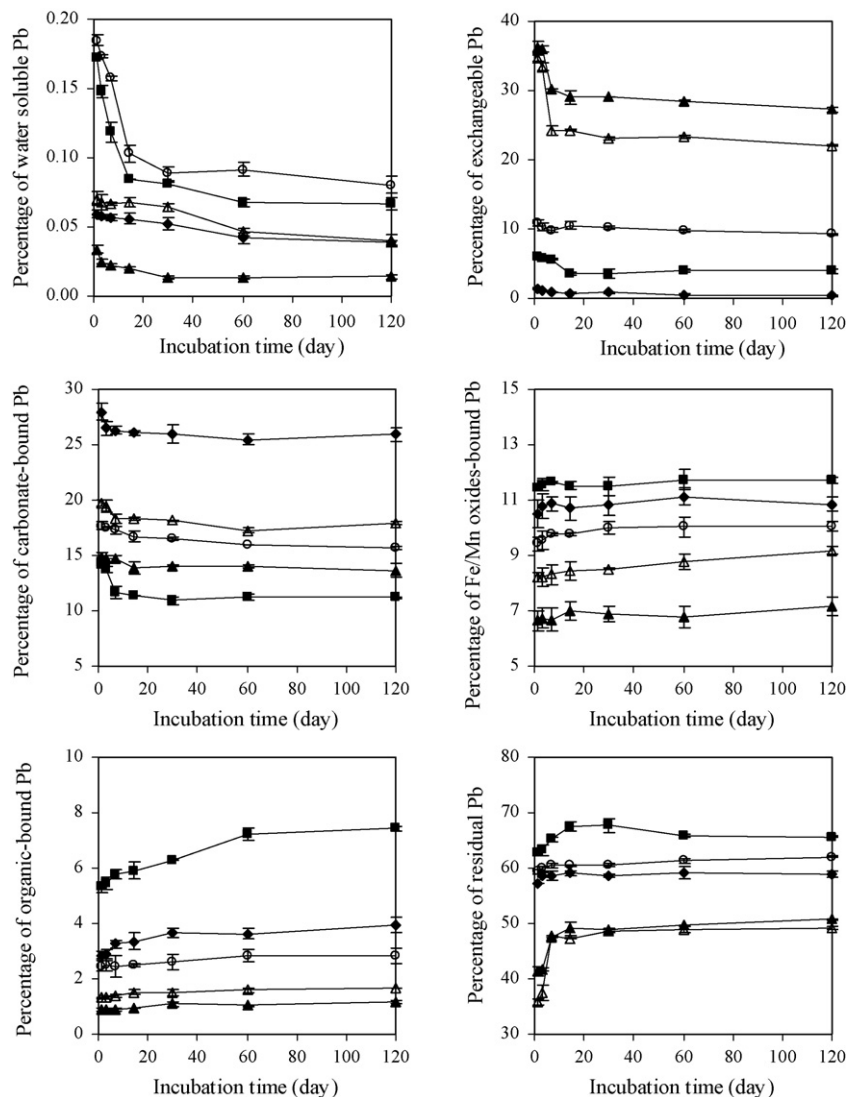 Percentage of water soluble Pb
0.20
0.15
0.10
0.05
0.00
0 20 40 60 80 100 120
Incubation time (day)
Percentage of exchangeable Pb
40
30
20
10
0
0 20 40 60 80 100 120
Incubation time (day)
Percentage of carbonate-bound Pb
30
25
20
15
10
5
0 20 40 60 80 100 120
Incubation time (day)
Percentage of Fe/Mn oxides-bound Pb
15
13
11
9
7
5
0 20 40 60 80 100 120
Incubation time (day)
Percentage of organic-bound Pb
10
8
6
4
2
0
0 20 40 60 80 100 120
Incubation time (day)
Percentage of residual Pb
80
70
60
50
40
30
0 20 40 60 80 100 120
Incubation time (day)